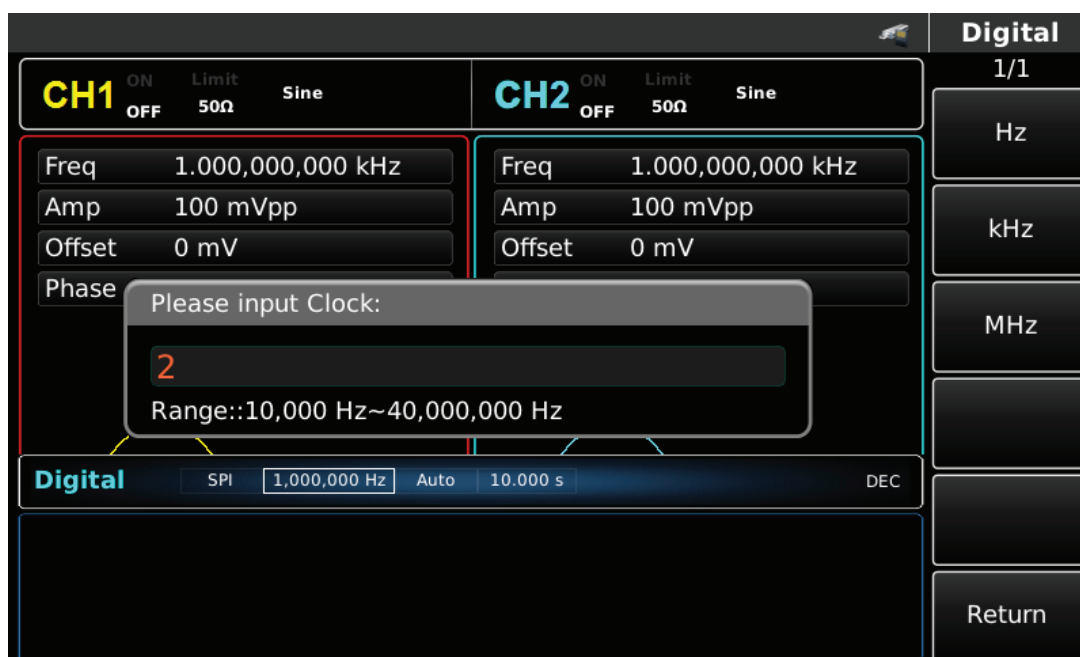 Digital
1/1
CH1 ON OFF Limit 50Ω Sine
CH2 ON OFF Limit 50Ω Sine
Hz
Freq 1.000,000,000 kHz
Freq 1.000,000,000 kHz
Amp 100 mVpp
Amp 100 mVpp
kHz
Offset 0 mV
Offset 0 mV
Phase
Please input Clock:
MHz
2
Range::10,000 Hz~40,000,000 Hz
Digital SPI 1,000,000 Hz Auto 10.000 s DEC
Return